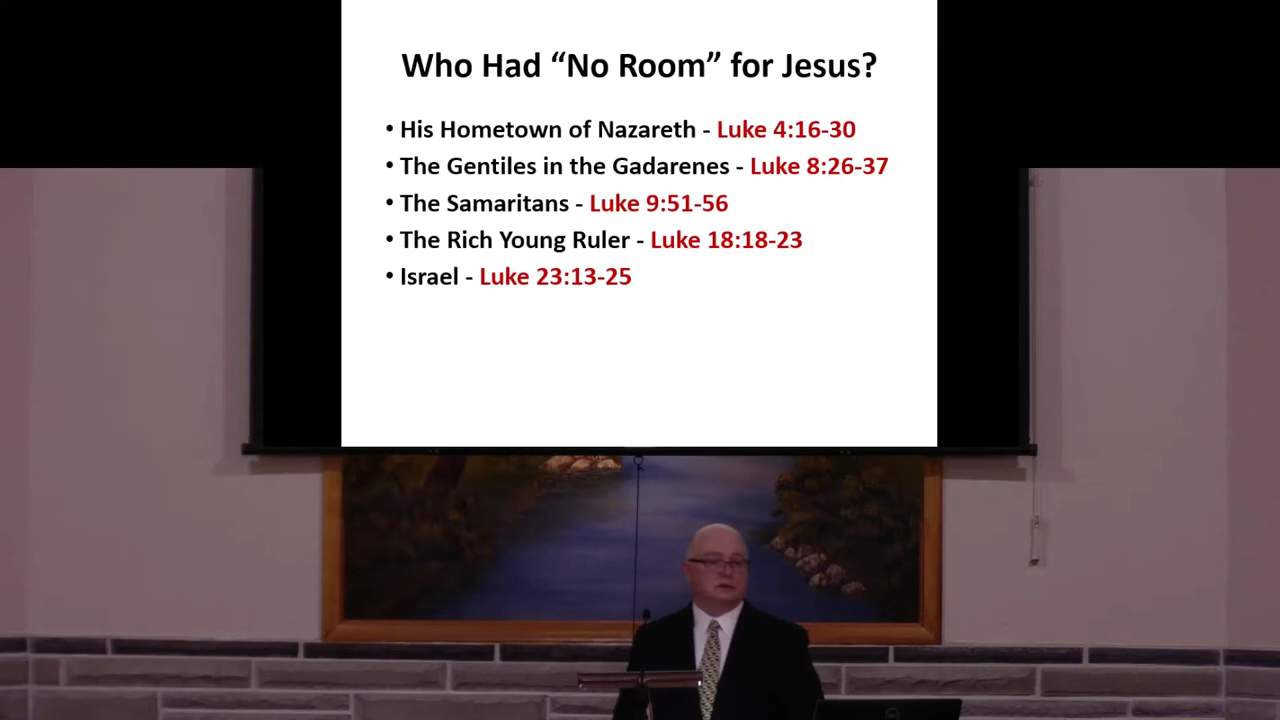 Who Had “No Room” for Jesus?
• His Hometown of Nazareth - Luke 4:16-30
• The Gentiles in the Gadarenes - Luke 8:26-37
• The Samaritans - Luke 9:51-56
• The Rich Young Ruler - Luke 18:18-23
• Israel - Luke 23:13-25